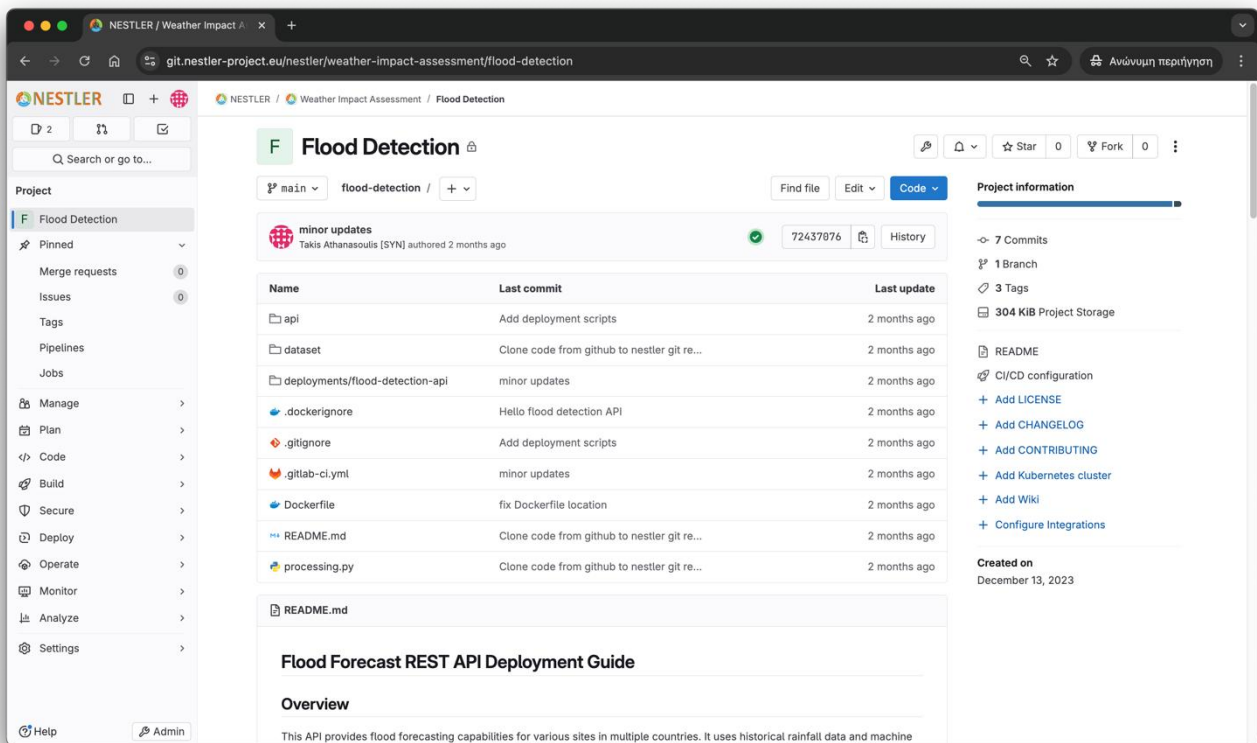 NESTLER / Weather Impact A
git.nestler-project.eu/nestler/weather-impact-assessment/flood-detection
Ανώνυμη περιήγηση
NESTLER
NESTLER / Weather Impact Assessment / Flood Detection
2
Search or go to...
Project
F Flood Detection
Pinned
Merge requests 0
Issues 0
Tags
Pipelines
Jobs
Manage
Plan
Code
Build
Secure
Deploy
Operate
Monitor
Analyze
Settings
Help
Admin
F Flood Detection
Star 0
Fork 0
main
flood-detection /
Find file
Edit
Code
minor updates
Takis Athanasoulis [SYN] authored 2 months ago
72437076
History
Name Last commit Last update
api Add deployment scripts 2 months ago
dataset Clone code from github to nestler git re... 2 months ago
deployments/flood-detection-api minor updates 2 months ago
.dockerignore Hello flood detection API 2 months ago
.gitignore Add deployment scripts 2 months ago
.gitlab-ci.yml minor updates 2 months ago
Dockerfile fix Dockerfile location 2 months ago
README.md Clone code from github to nestler git re... 2 months ago
processing.py Clone code from github to nestler git re... 2 months ago
README.md
Flood Forecast REST API Deployment Guide
Overview
This API provides flood forecasting capabilities for various sites in multiple countries. It uses historical rainfall data and machine
Project information
7 Commits
1 Branch
3 Tags
304 KiB Project Storage
README
CI/CD configuration
Add LICENSE
Add CHANGELOG
Add CONTRIBUTING
Add Kubernetes cluster
Add Wiki
Configure Integrations
Created on
December 13, 2023